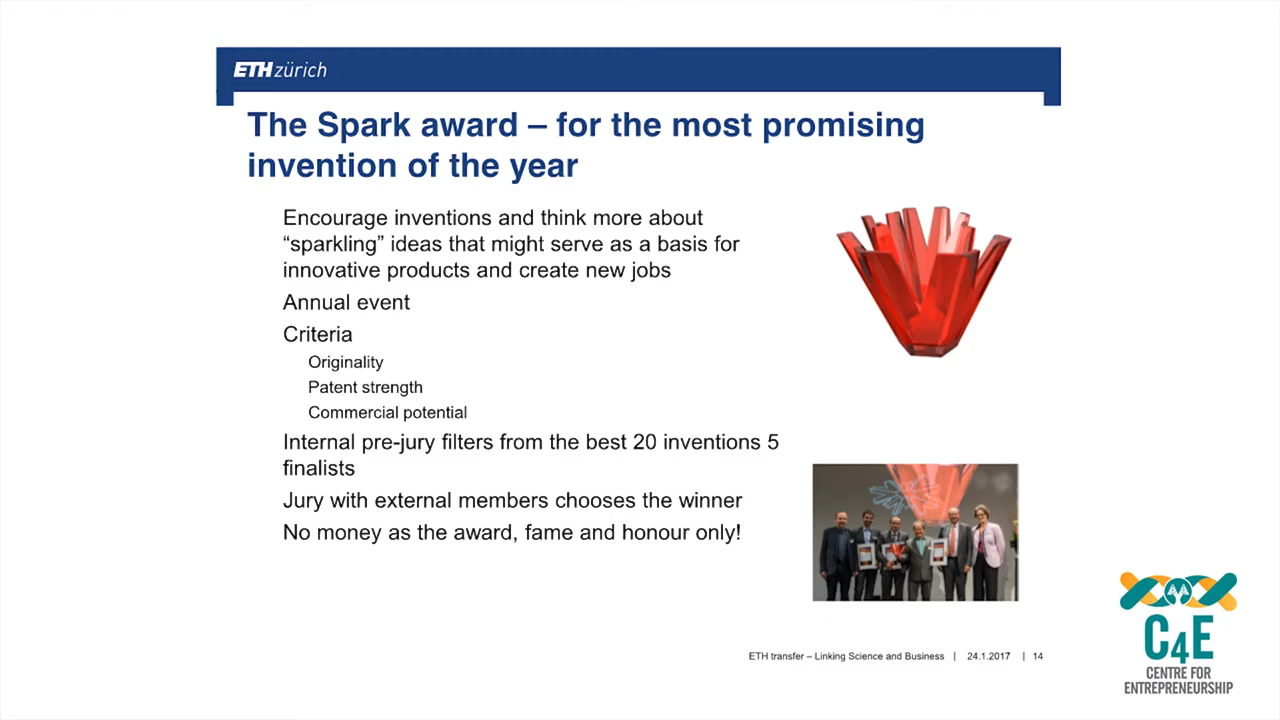 ETH zürich
The Spark award – for the most promising
invention of the year
Encourage inventions and think more about
“sparkling” ideas that might serve as a basis for
innovative products and create new jobs
Annual event
Criteria
Originality
Patent strength
Commercial potential
Internal pre-jury filters from the best 20 inventions 5
finalists
Jury with external members chooses the winner
No money as the award, fame and honour only!
ETH transfer – Linking Science and Business | 24.1.2017 | 14
C4E
CENTRE FOR
ENTREPRENEURSHIP